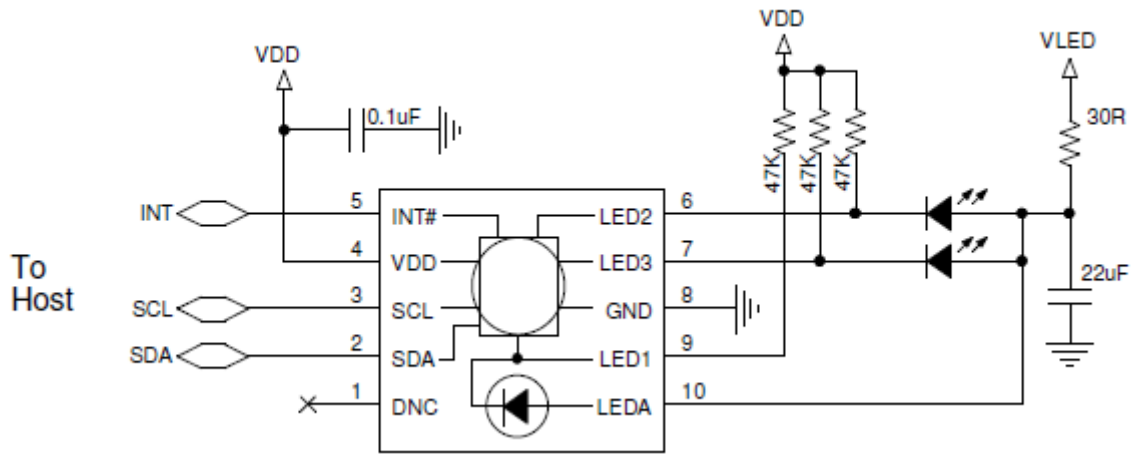 VDD
VDD
VLED
0.1uF
30R
47K
47K
47K
INT
5
INT#
LED2
6
To
Host
4
VDD
LED3
7
22uF
SCL
3
SCL
GND
8
SDA
2
SDA
LED1
9
1
DNC
LEDA
10